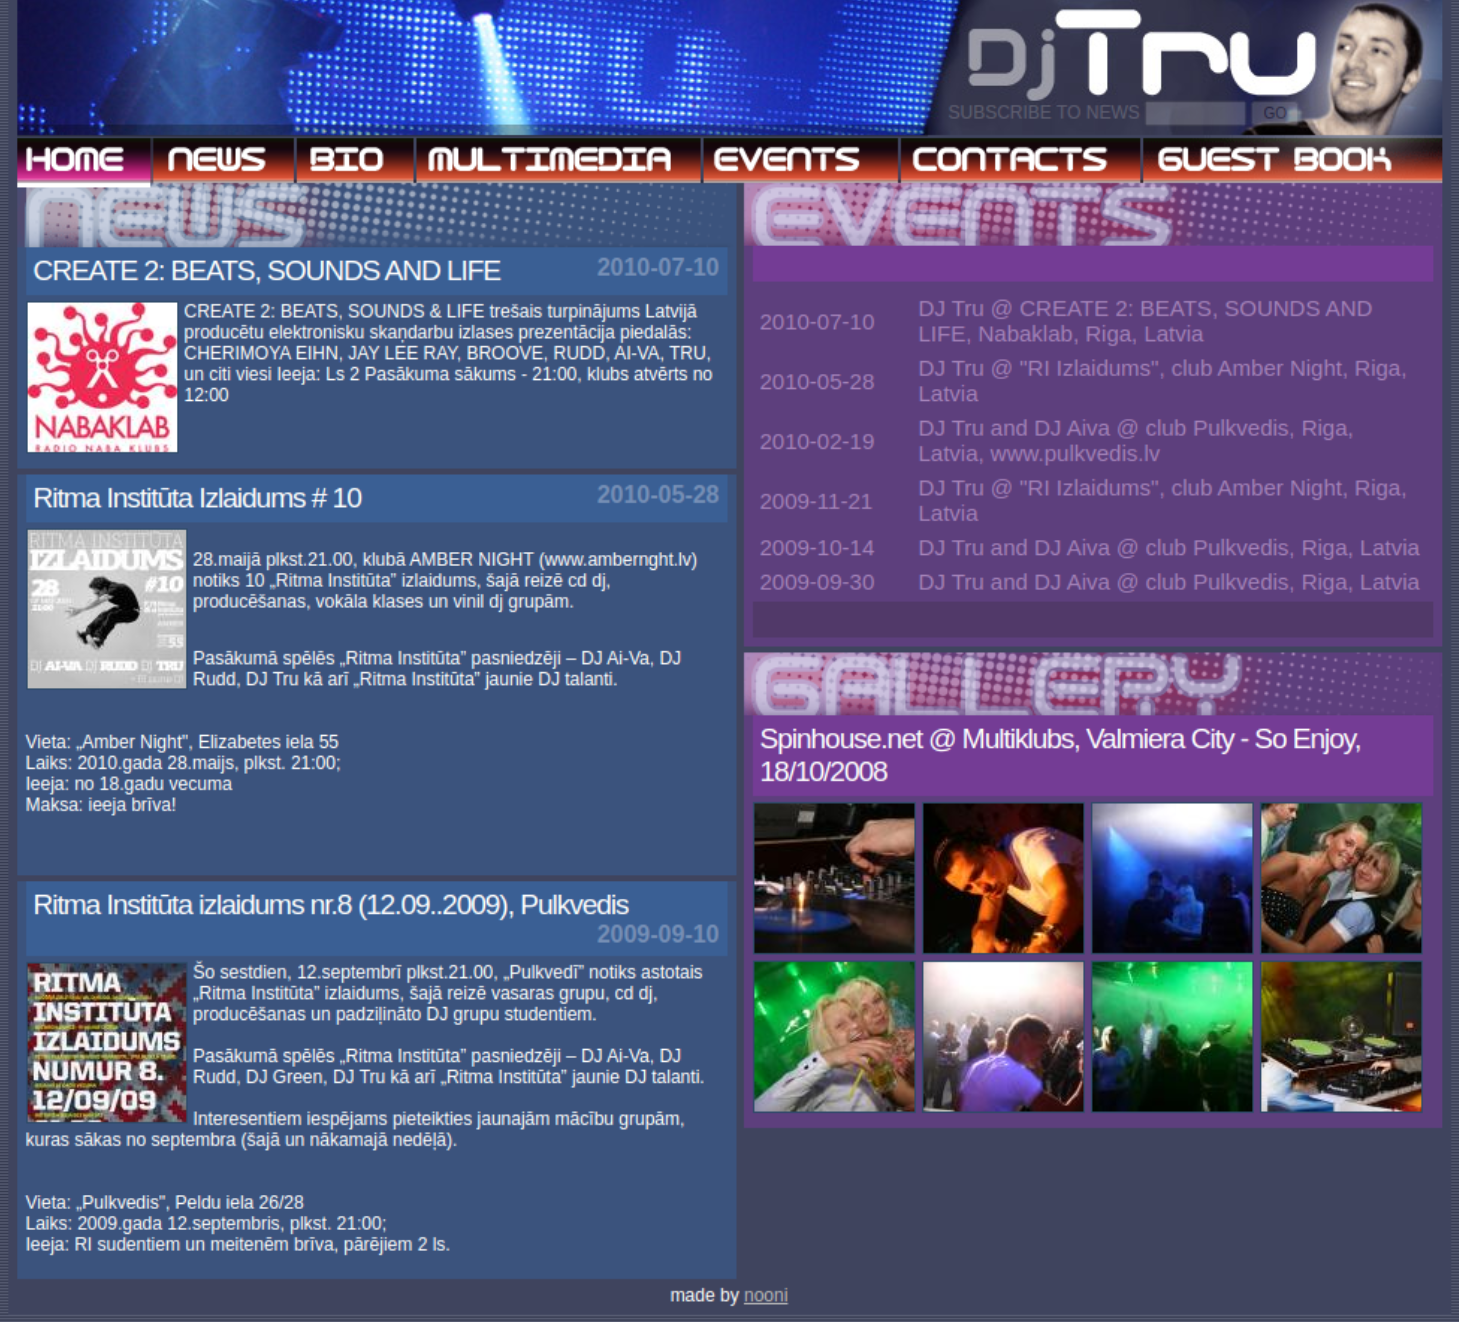 Dj Tru
SUBSCRIBE TO NEWS GO
HOME NEWS BIO MULTIMEDIA EVENTS CONTACTS GUEST BOOK
NEWS
CREATE 2: BEATS, SOUNDS AND LIFE 2010-07-10
CREATE 2: BEATS, SOUNDS & LIFE trešais turpinājums Latvijā
producētu elektronisku skaņdarbu izlases prezentācija piedalās:
CHERIMOYA EIHN, JAY LEE RAY, BROOVE, RUDD, AI-VA, TRU,
un citi viesi Ieeja: Ls 2 Pasākuma sākums - 21:00, klubs atvērts no
12:00
NABAKLAB
RADIO NABA KLUBS
Ritma Institūta Izlaidums # 10 2010-05-28
RITMA INSTITŪTA
IZLAIDUMS
#10
28
21:00
DJ AI-VA DJ RUDD DJ TRU
28.maijā plkst.21.00, klubā AMBER NIGHT (www.ambernght.lv)
notiks 10 „Ritma Institūta” izlaidums, šajā reizē cd dj,
producēšanas, vokāla klases un vinil dj grupām.
Pasākumā spēlēs „Ritma Institūta” pasniedzēji – DJ Ai-Va, DJ
Rudd, DJ Tru kā arī „Ritma Institūta” jaunie DJ talanti.
Vieta: „Amber Night”, Elizabetes iela 55
Laiks: 2010.gada 28.maijs, plkst. 21:00;
Ieeja: no 18.gadu vecuma
Maksa: ieeja brīva!
Ritma Institūta izlaidums nr.8 (12.09..2009), Pulkvedis
2009-09-10
RITMA
INSTITŪTA
IZLAIDUMS
NUMUR 8.
12/09/09
Šo sestdien, 12.septembrī plkst.21.00, „Pulkvedī” notiks astotais
„Ritma Institūta” izlaidums, šajā reizē vasaras grupu, cd dj,
producēšanas un padziļināto DJ grupu studentiem.
Pasākumā spēlēs „Ritma Institūta” pasniedzēji – DJ Ai-Va, DJ
Rudd, DJ Green, DJ Tru kā arī „Ritma Institūta” jaunie DJ talanti.
Interesentiem iespējams pieteikties jaunajām mācību grupām,
kuras sākas no septembra (šajā un nākamajā nedēļā).
Vieta: „Pulkvedis”, Peldu iela 26/28
Laiks: 2009.gada 12.septembris, plkst. 21:00;
Ieeja: RI sudentiem un meitenēm brīva, pārējiem 2 ls.
EVENTS
2010-07-10 DJ Tru @ CREATE 2: BEATS, SOUNDS AND
LIFE, Nabaklab, Riga, Latvia
2010-05-28 DJ Tru @ "RI Izlaidums", club Amber Night, Riga,
Latvia
2010-02-19 DJ Tru and DJ Aiva @ club Pulkvedis, Riga,
Latvia, www.pulkvedis.lv
2009-11-21 DJ Tru @ "RI Izlaidums", club Amber Night, Riga,
Latvia
2009-10-14 DJ Tru and DJ Aiva @ club Pulkvedis, Riga, Latvia
2009-09-30 DJ Tru and DJ Aiva @ club Pulkvedis, Riga, Latvia
GALLERY
Spinhouse.net @ Multiklubs, Valmiera City - So Enjoy,
18/10/2008
made by nooni